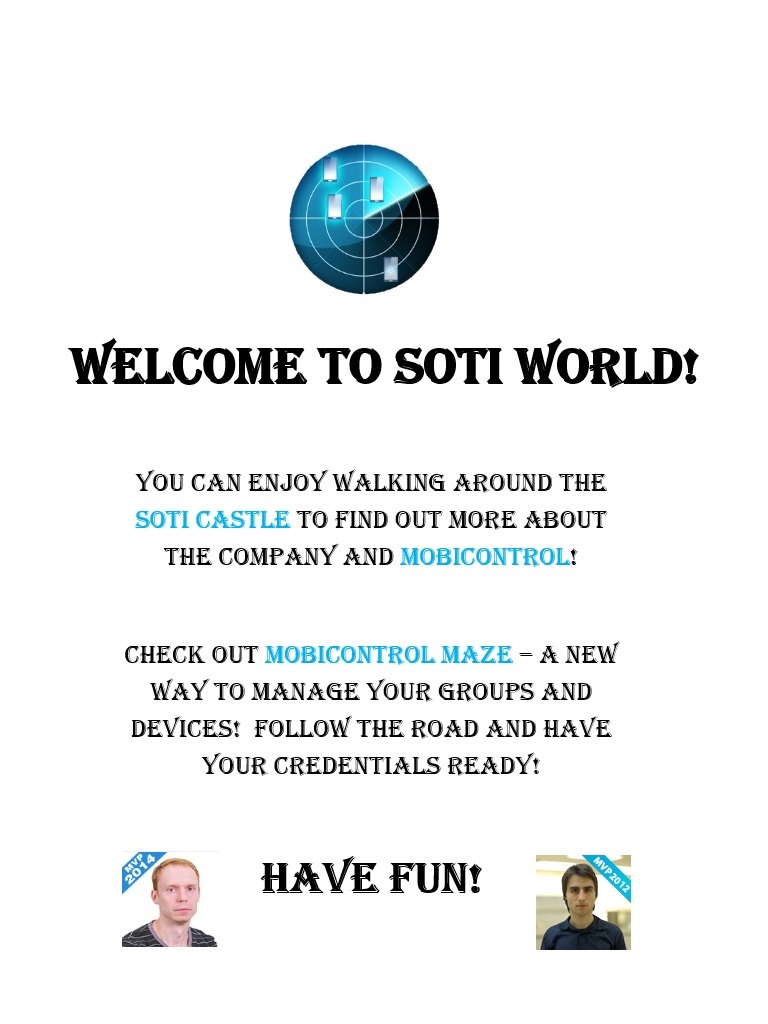 WELCOME TO SOTI WORLD!
YOU CAN ENJOY WALKING AROUND THE
SOTI CASTLE TO FIND OUT MORE ABOUT
THE COMPANY AND MOBICONTROL!
CHECK OUT MOBICONTROL MAZE – A NEW
WAY TO MANAGE YOUR GROUPS AND
DEVICES!  FOLLOW THE ROAD AND HAVE
YOUR CREDENTIALS READY!
MVP
2014
HAVE FUN!
MVP2012